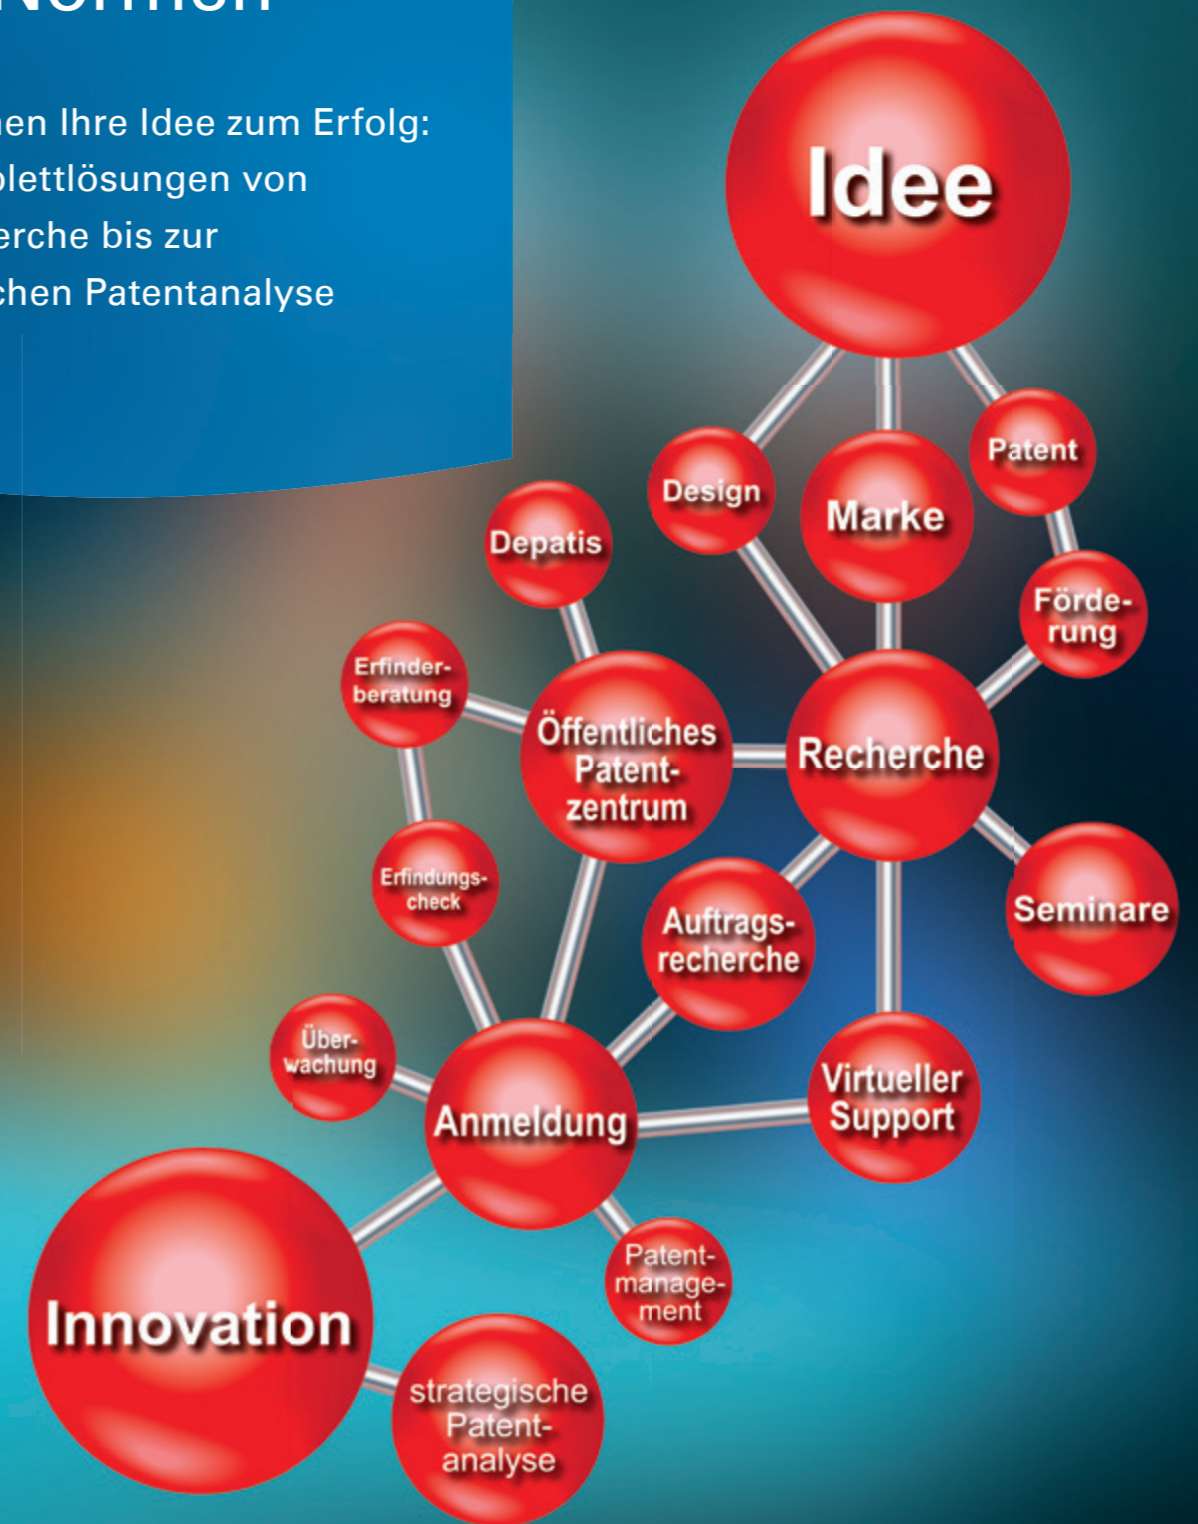 hen Ihre Idee zum Erfolg:
plettlösungen von
erche bis zur
chen Patentanalyse
Idee
Patent
Design
Marke
Depatis
Förde-
rung
Erfinder-
beratung
Öffentliches
Patent-
zentrum
Recherche
Erfindungs-
check
Auftrags-
recherche
Seminare
Über-
wachung
Anmeldung
Virtueller
Support
Patent-
manage-
ment
Innovation
strategische
Patent-
analyse